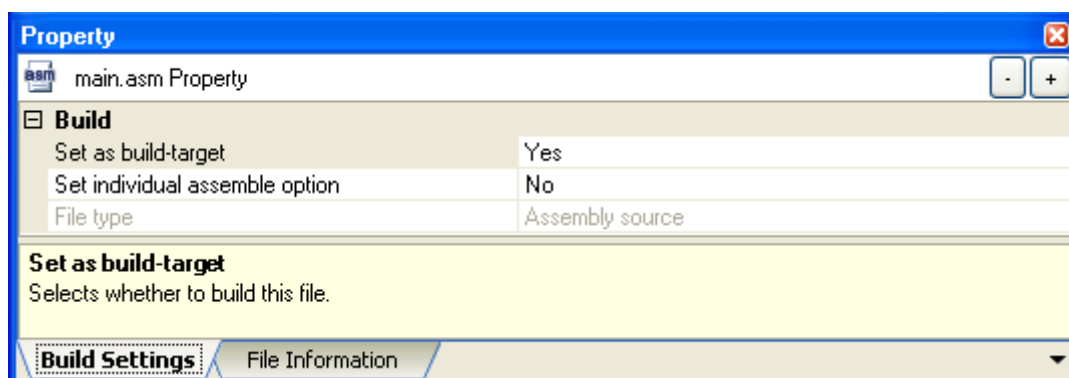 Property
asm main.asm Property - +
Build
Set as build-target Yes
Set individual assemble option No
File type Assembly source
Set as build-target
Selects whether to build this file.
Build Settings File Information